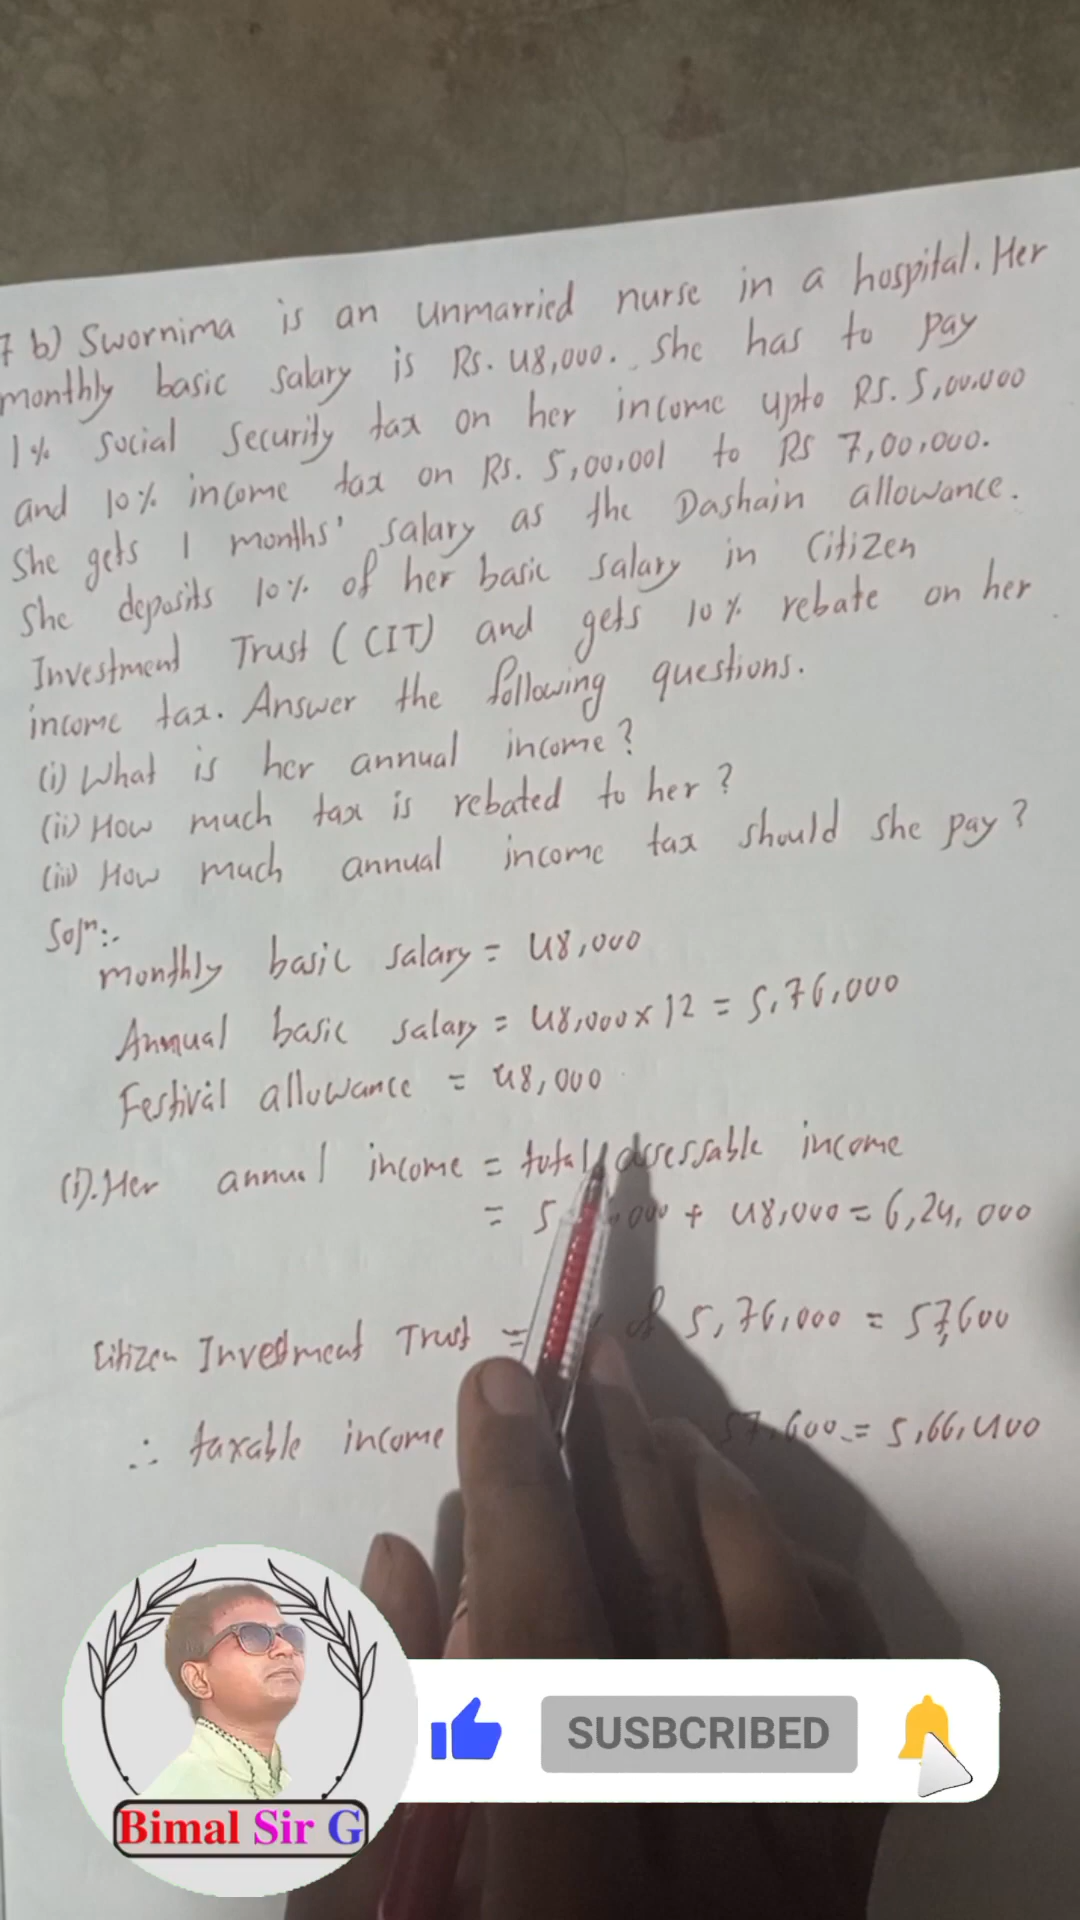 7 b) Swornima is an unmarried nurse in a hospital. Her
monthly basic salary is Rs. 48,000. She has to pay
1% Social Security tax on her income upto Rs. 5,00,000
and 10% income tax on Rs. 5,00,001 to Rs 7,00,000.
She gets 1 months' salary as the Dashain allowance.
She deposits 10% of her basic salary in Citizen
Investment Trust (CIT) and gets 10% rebate on her
income tax. Answer the following questions.
(i) What is her annual income?
(ii) How much tax is rebated to her?
(iii) How much annual income tax should she pay?
Solⁿ:-
monthly basic salary = 48,000
Annual basic salary = 48,000 x 12 = 5,76,000
Festival allowance = 48,000
(i). Her annual income = total assessable income
= 5 000 + 48,000 = 6,24,000
Citizen Investment Trust = of 5,76,000 = 57,600
∴ taxable income 57,600 = 5,66,400
SUSBCRIBED
Bimal Sir G